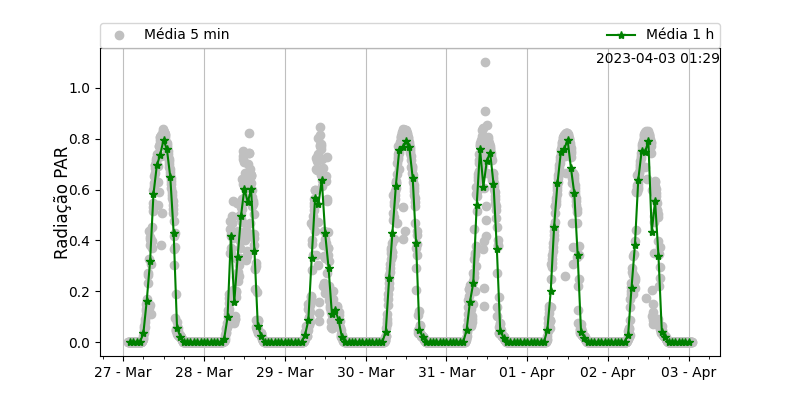 Média 5 min
Média 1 h
2023-04-03 01:29
Radiação PAR
1.0
0.8
0.6
0.4
0.2
0.0
27 - Mar
28 - Mar
29 - Mar
30 - Mar
31 - Mar
01 - Apr
02 - Apr
03 - Apr